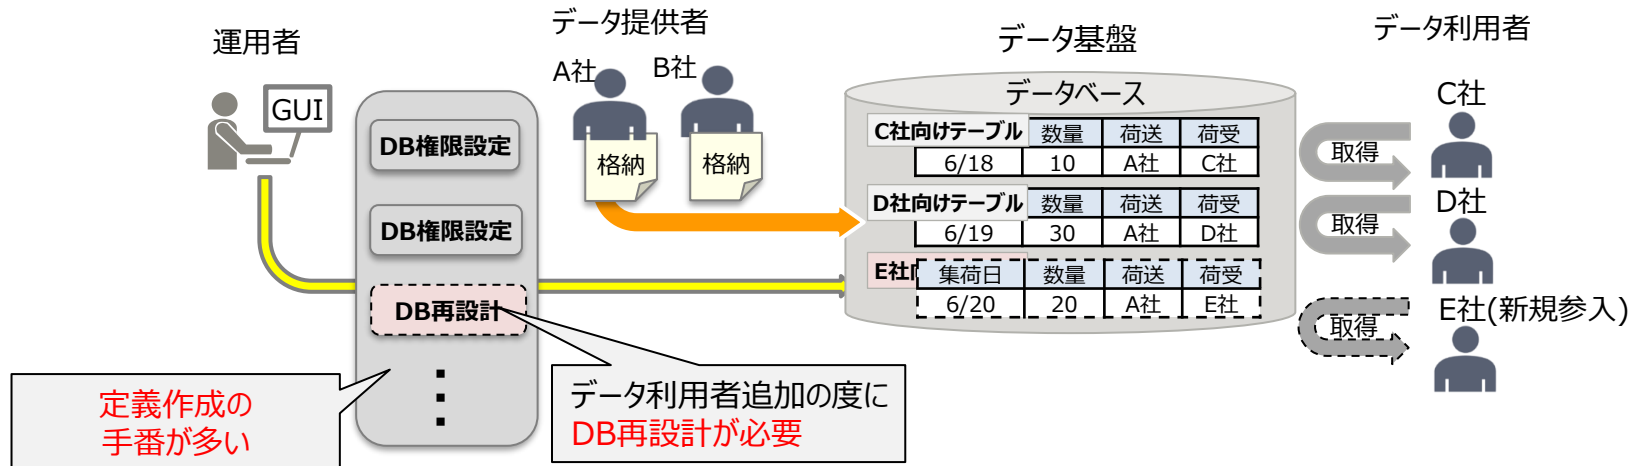 運用者
データ提供者
データ基盤
データ利用者
A社
B社
GUI
DB権限設定
DB権限設定
DB再設計
格納
格納
データベース
C社向けテーブル 数量 荷送 荷受
6/18 10 A社 C社
D社向けテーブル 数量 荷送 荷受
6/19 30 A社 D社
E社 集荷日 数量 荷送 荷受
6/20 20 A社 E社
C社
取得
D社
取得
E社(新規参入)
取得
定義作成の
手番が多い
データ利用者追加の度に
DB再設計が必要